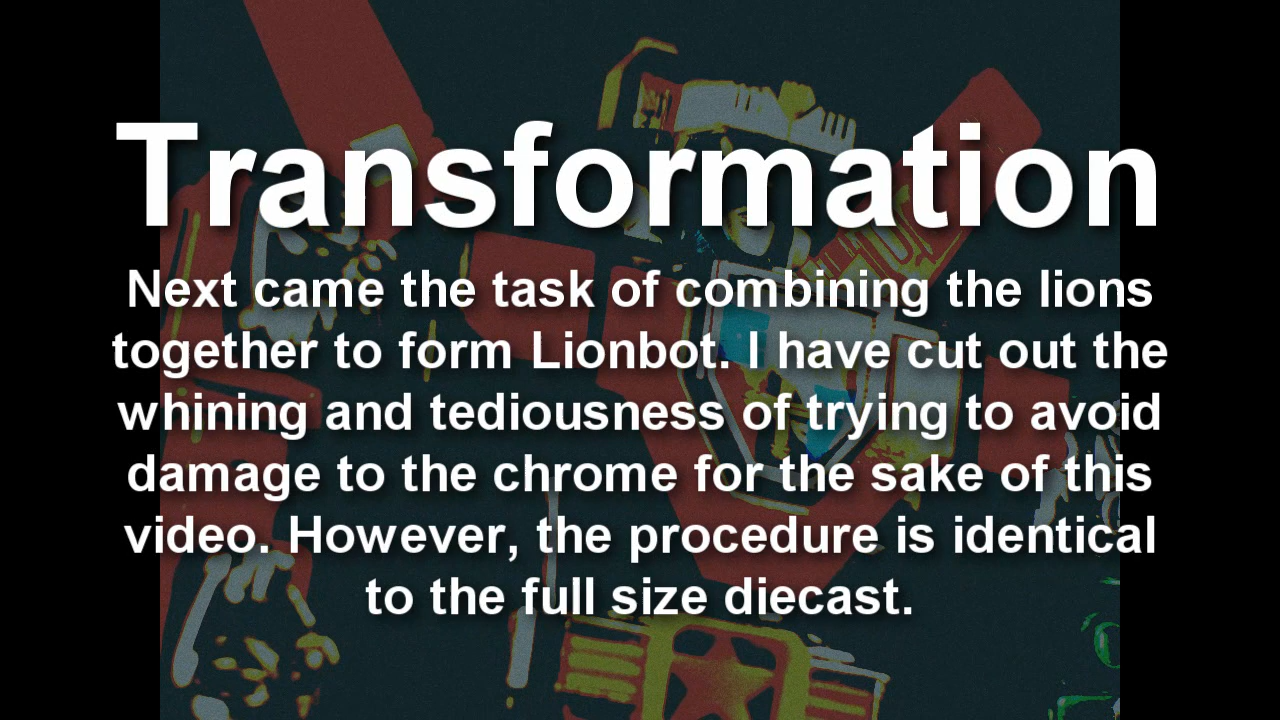 Transformation
Next came the task of combining the lions
together to form Lionbot. I have cut out the
whining and tediousness of trying to avoid
damage to the chrome for the sake of this
video. However, the procedure is identical
to the full size diecast.